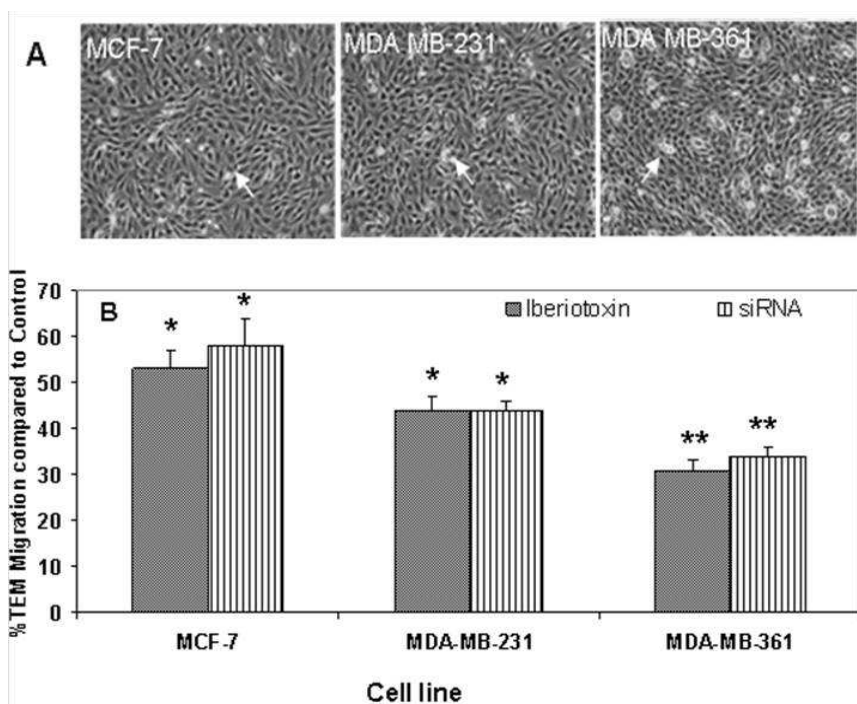 A
MCF-7
MDA MB-231
MDA MB-361
B
Iberiotoxin
siRNA
%TEM Migration compared to Control
70
60
50
40
30
20
10
0
*
*
*
*
**
**
MCF-7
MDA-MB-231
MDA-MB-361
Cell line